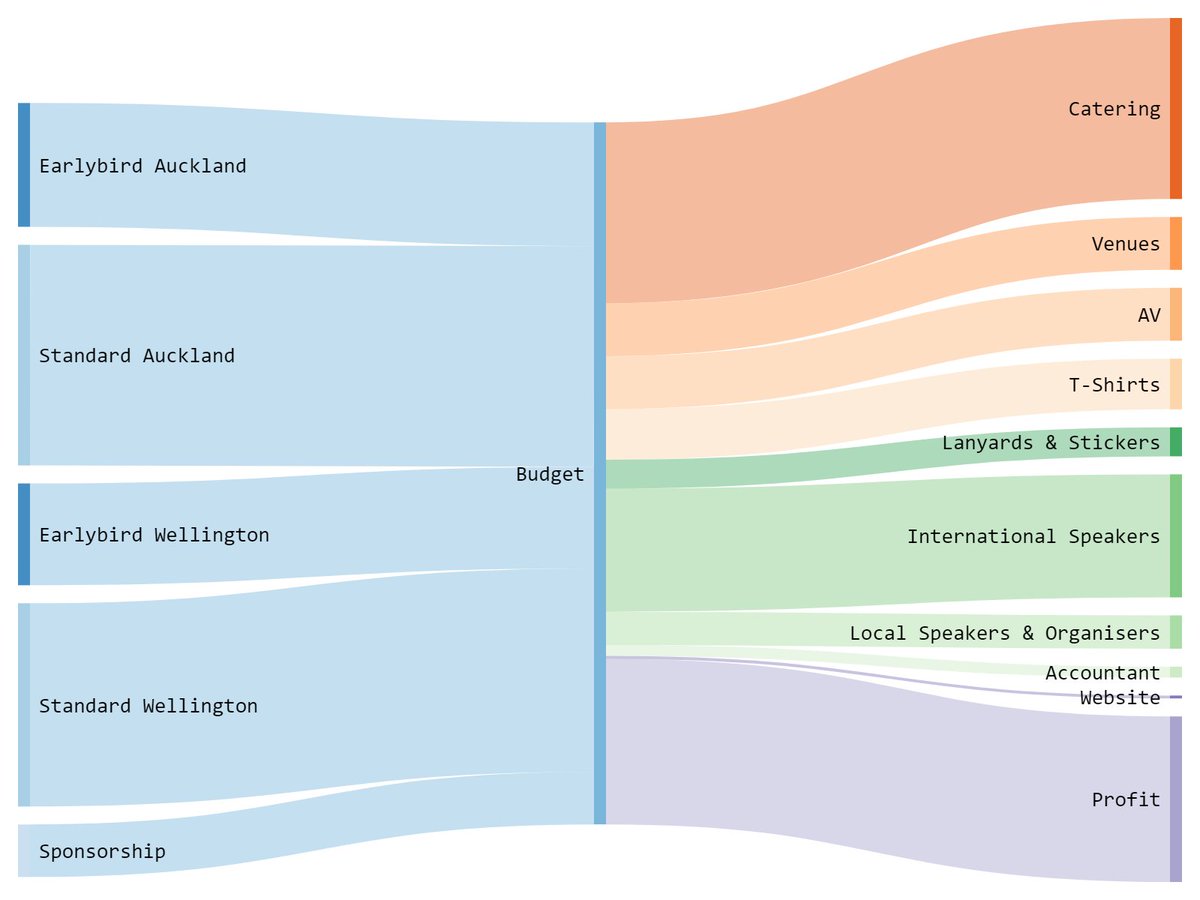 Earlybird Auckland
Standard Auckland
Earlybird Wellington
Standard Wellington
Sponsorship
Budget
Catering
Venues
AV
T-Shirts
Lanyards & Stickers
International Speakers
Local Speakers & Organisers
Accountant
Website
Profit